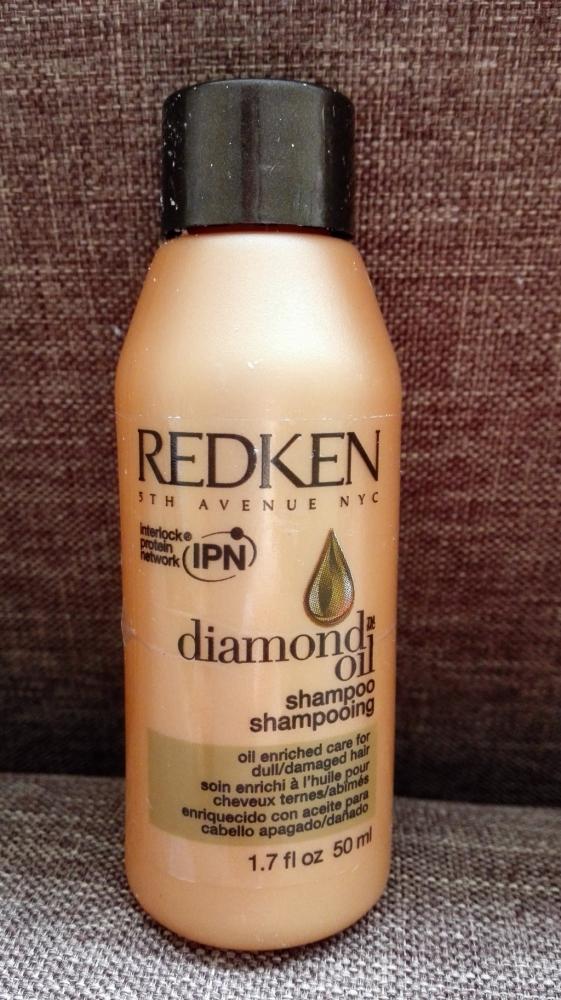 REDKEN
5TH AVENUE NYC
interlock®
protein
network IPN
diamond
oil
shampoo
shampooing
oil enriched care for
dull/damaged hair
soin enrichi à l'huile pour
cheveux ternes/abîmés
enriquecido con aceite para
cabello apagado/dañado
1.7 fl oz 50 ml